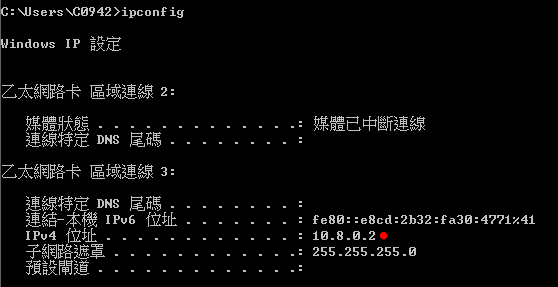 C:\Users\C0942>ipconfig
Windows IP 設定
乙太網路卡 區域連線 2:
媒體狀態 . . . . . . . . . . . . .: 媒體已中斷連線
連線特定 DNS 尾碼 . . . . . . . . :
乙太網路卡 區域連線 3:
連線特定 DNS 尾碼 . . . . . . . . :
連結-本機 IPv6 位址 . . . . . . . : fe80::e8cd:2b32:fa30:4771%41
IPv4 位址 . . . . . . . . . . . . : 10.8.0.2
子網路遮罩 . . . . . . . . . . . .: 255.255.255.0
預設閘道 . . . . . . . . . . . . .: